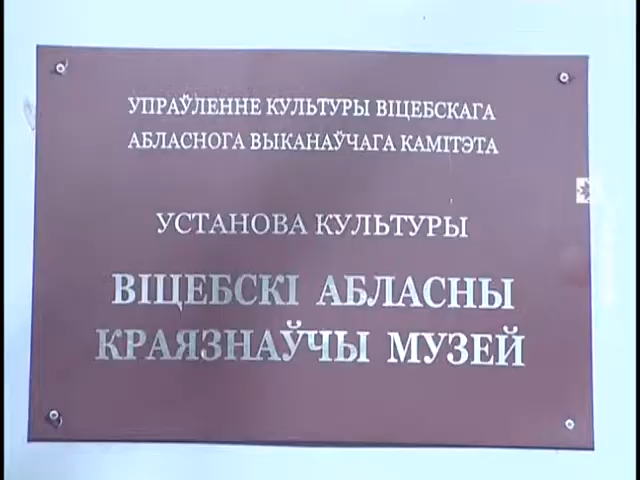 УПРАЎЛЕННЕ КУЛЬТУРЫ ВІЦЕБСКАГА
АБЛАСНОГА ВЫКАНАЎЧАГА КАМІТЭТА
УСТАНОВА КУЛЬТУРЫ
ВІЦЕБСКІ АБЛАСНЫ
КРАЯЗНАЎЧЫ МУЗЕЙ